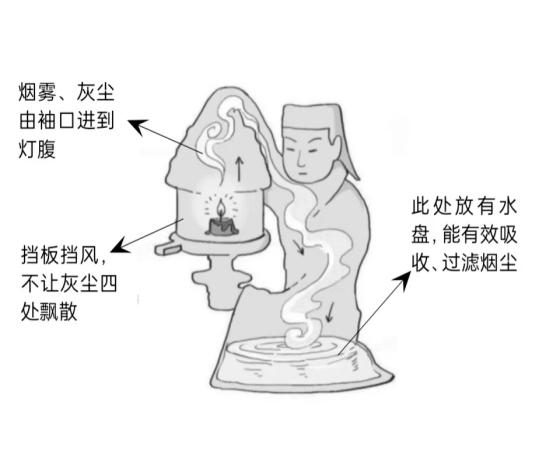 烟雾、灰尘
由袖口进到
灯腹
此处放有水
盘，能有效吸
收、过滤烟尘
挡板挡风，
不让灰尘四
处飘散